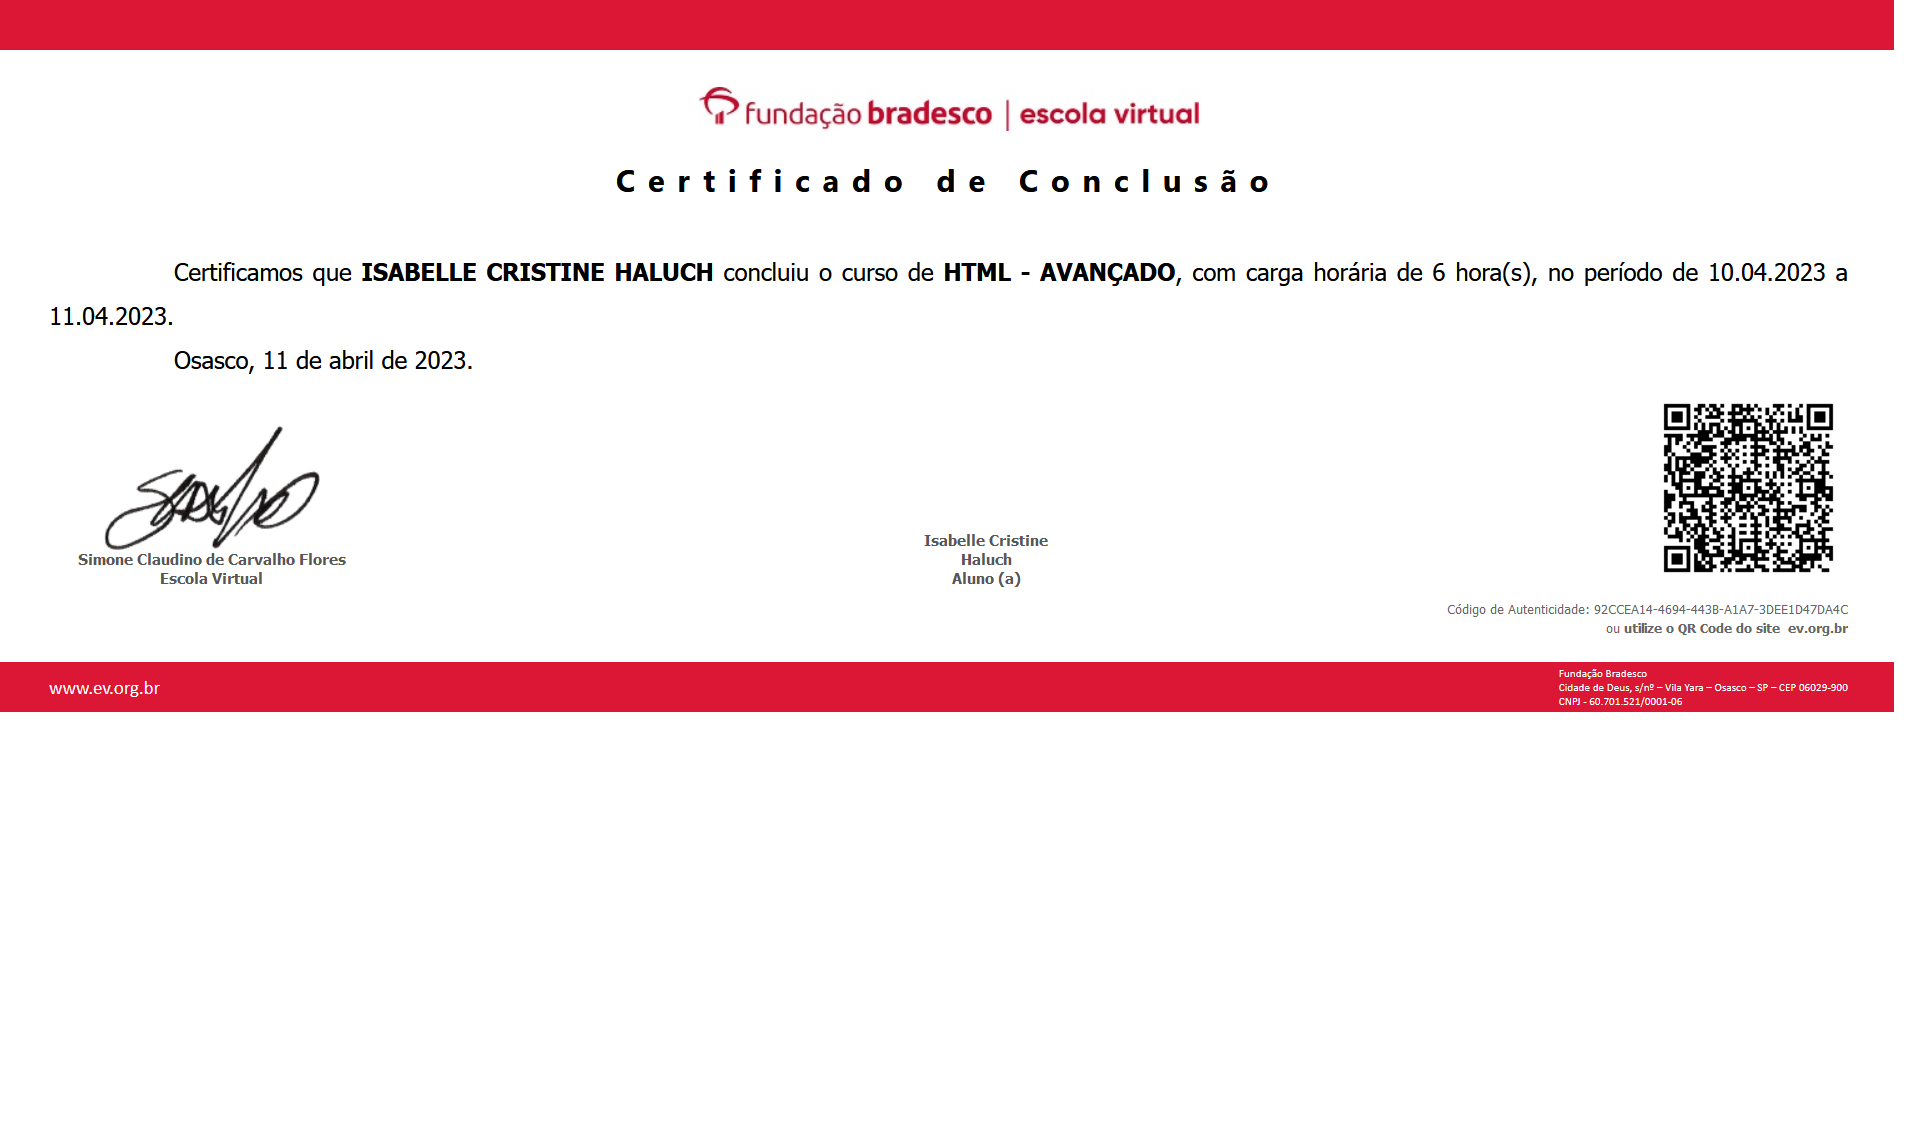 fundação bradesco | escola virtual
Certificado de Conclusão
Certificamos que ISABELLE CRISTINE HALUCH concluiu o curso de HTML - AVANÇADO, com carga horária de 6 hora(s), no período de 10.04.2023 a
11.04.2023.
Osasco, 11 de abril de 2023.
Simone Claudino de Carvalho Flores
Escola Virtual
Isabelle Cristine
Haluch
Aluno (a)
Código de Autenticidade: 92CCEA14-4694-443B-A1A7-3DEE1D47DA4C
ou utilize o QR Code do site ev.org.br
www.ev.org.br
Fundação Bradesco
Cidade de Deus, s/nº – Vila Yara – Osasco – SP – CEP 06029-900
CNPJ - 60.701.521/0001-06